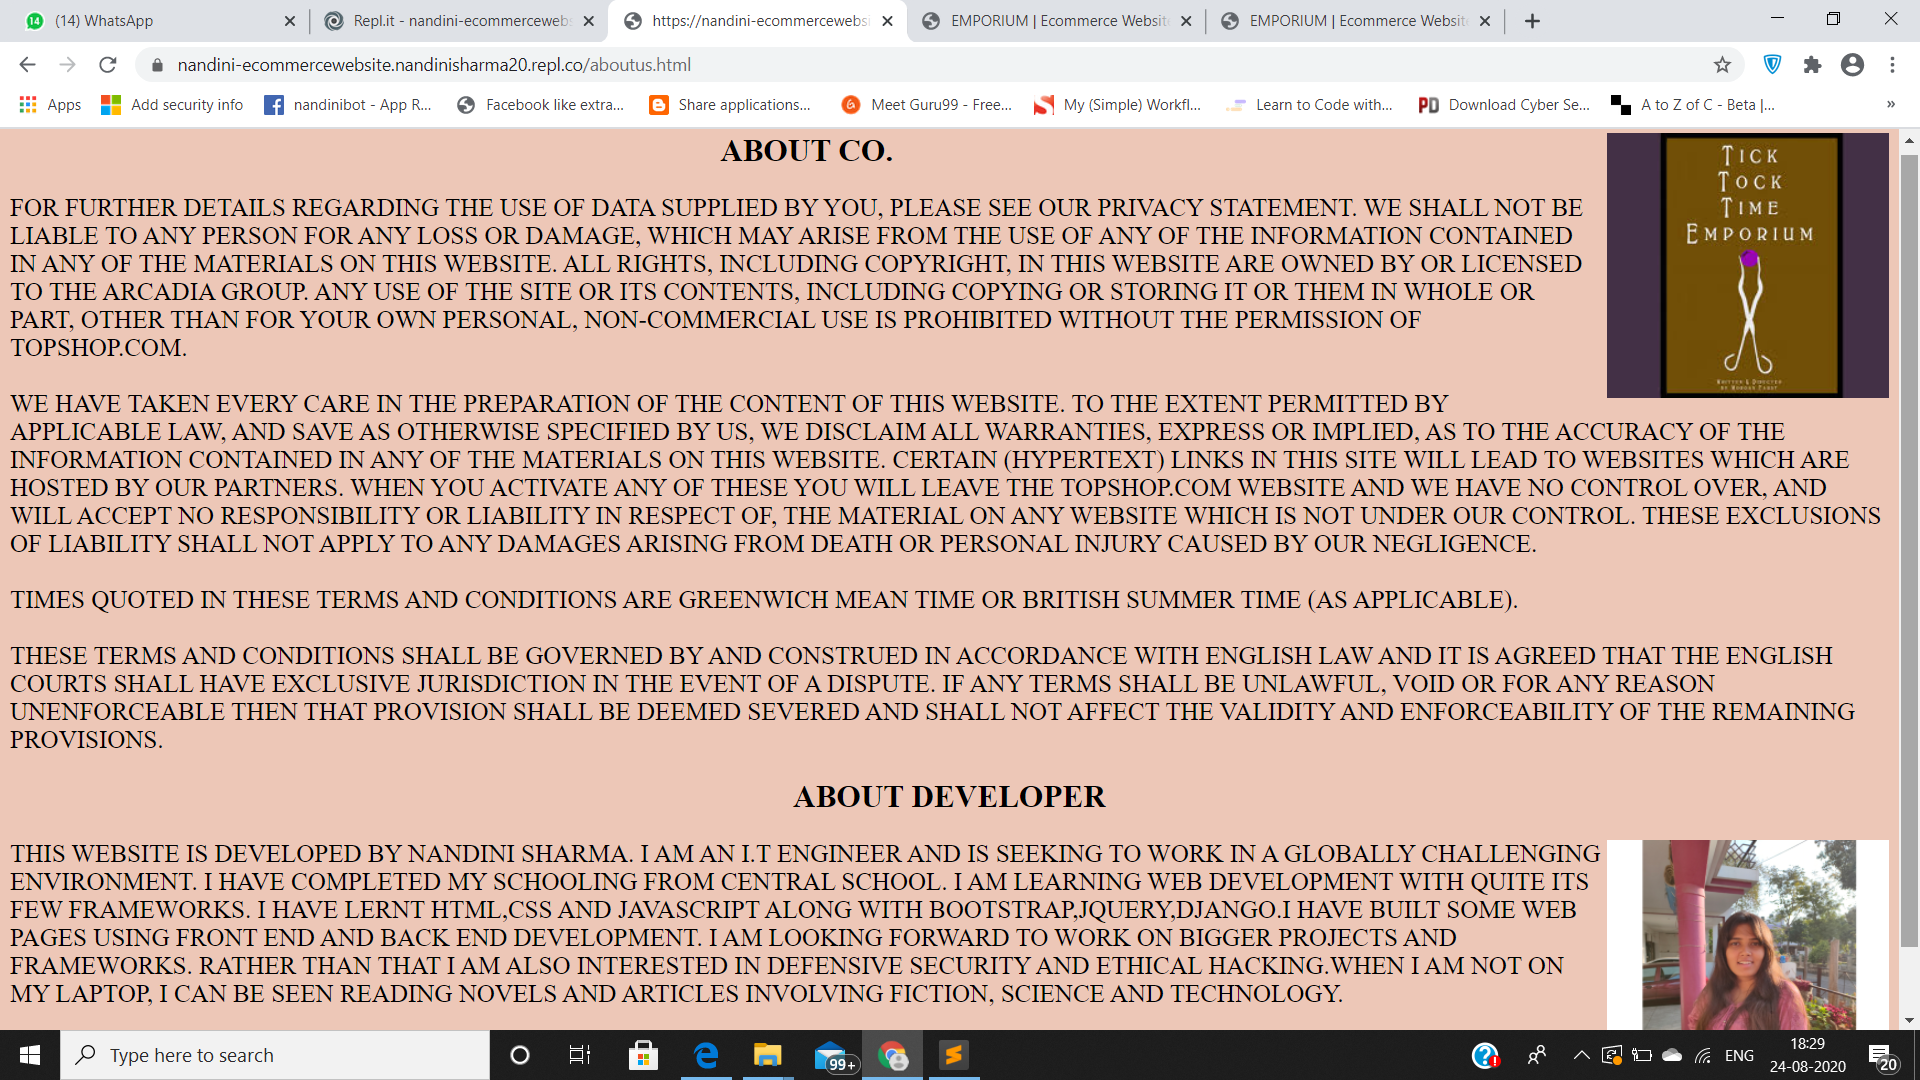 (14) WhatsApp
Repl.it - nandini-ecommercewebs
https://nandini-ecommercewebsi
EMPORIUM | Ecommerce Website
EMPORIUM | Ecommerce Website
nandini-ecommercewebsite.nandinisharma20.repl.co/aboutus.html
Apps
Add security info
nandinibot - App R...
Facebook like extra...
Share applications...
Meet Guru99 - Free...
My (Simple) Workfl...
Learn to Code with...
PD Download Cyber Se...
A to Z of C - Beta |...
»
ABOUT CO.
TICK
TOCK
TIME
EMPORIUM
WRITTEN & DIRECTED
FOR FURTHER DETAILS REGARDING THE USE OF DATA SUPPLIED BY YOU, PLEASE SEE OUR PRIVACY STATEMENT. WE SHALL NOT BE
LIABLE TO ANY PERSON FOR ANY LOSS OR DAMAGE, WHICH MAY ARISE FROM THE USE OF ANY OF THE INFORMATION CONTAINED
IN ANY OF THE MATERIALS ON THIS WEBSITE. ALL RIGHTS, INCLUDING COPYRIGHT, IN THIS WEBSITE ARE OWNED BY OR LICENSED
TO THE ARCADIA GROUP. ANY USE OF THE SITE OR ITS CONTENTS, INCLUDING COPYING OR STORING IT OR THEM IN WHOLE OR
PART, OTHER THAN FOR YOUR OWN PERSONAL, NON-COMMERCIAL USE IS PROHIBITED WITHOUT THE PERMISSION OF
TOPSHOP.COM.
WE HAVE TAKEN EVERY CARE IN THE PREPARATION OF THE CONTENT OF THIS WEBSITE. TO THE EXTENT PERMITTED BY
APPLICABLE LAW, AND SAVE AS OTHERWISE SPECIFIED BY US, WE DISCLAIM ALL WARRANTIES, EXPRESS OR IMPLIED, AS TO THE ACCURACY OF THE
INFORMATION CONTAINED IN ANY OF THE MATERIALS ON THIS WEBSITE. CERTAIN (HYPERTEXT) LINKS IN THIS SITE WILL LEAD TO WEBSITES WHICH ARE
HOSTED BY OUR PARTNERS. WHEN YOU ACTIVATE ANY OF THESE YOU WILL LEAVE THE TOPSHOP.COM WEBSITE AND WE HAVE NO CONTROL OVER, AND
WILL ACCEPT NO RESPONSIBILITY OR LIABILITY IN RESPECT OF, THE MATERIAL ON ANY WEBSITE WHICH IS NOT UNDER OUR CONTROL. THESE EXCLUSIONS
OF LIABILITY SHALL NOT APPLY TO ANY DAMAGES ARISING FROM DEATH OR PERSONAL INJURY CAUSED BY OUR NEGLIGENCE.
TIMES QUOTED IN THESE TERMS AND CONDITIONS ARE GREENWICH MEAN TIME OR BRITISH SUMMER TIME (AS APPLICABLE).
THESE TERMS AND CONDITIONS SHALL BE GOVERNED BY AND CONSTRUED IN ACCORDANCE WITH ENGLISH LAW AND IT IS AGREED THAT THE ENGLISH
COURTS SHALL HAVE EXCLUSIVE JURISDICTION IN THE EVENT OF A DISPUTE. IF ANY TERMS SHALL BE UNLAWFUL, VOID OR FOR ANY REASON
UNENFORCEABLE THEN THAT PROVISION SHALL BE DEEMED SEVERED AND SHALL NOT AFFECT THE VALIDITY AND ENFORCEABILITY OF THE REMAINING
PROVISIONS.
ABOUT DEVELOPER
THIS WEBSITE IS DEVELOPED BY NANDINI SHARMA. I AM AN I.T ENGINEER AND IS SEEKING TO WORK IN A GLOBALLY CHALLENGING
ENVIRONMENT. I HAVE COMPLETED MY SCHOOLING FROM CENTRAL SCHOOL. I AM LEARNING WEB DEVELOPMENT WITH QUITE ITS
FEW FRAMEWORKS. I HAVE LERNT HTML,CSS AND JAVASCRIPT ALONG WITH BOOTSTRAP,JQUERY,DJANGO.I HAVE BUILT SOME WEB
PAGES USING FRONT END AND BACK END DEVELOPMENT. I AM LOOKING FORWARD TO WORK ON BIGGER PROJECTS AND
FRAMEWORKS. RATHER THAN THAT I AM ALSO INTERESTED IN DEFENSIVE SECURITY AND ETHICAL HACKING.WHEN I AM NOT ON
MY LAPTOP, I CAN BE SEEN READING NOVELS AND ARTICLES INVOLVING FICTION, SCIENCE AND TECHNOLOGY.
Type here to search
99+
ENG
18:29
24-08-2020
20